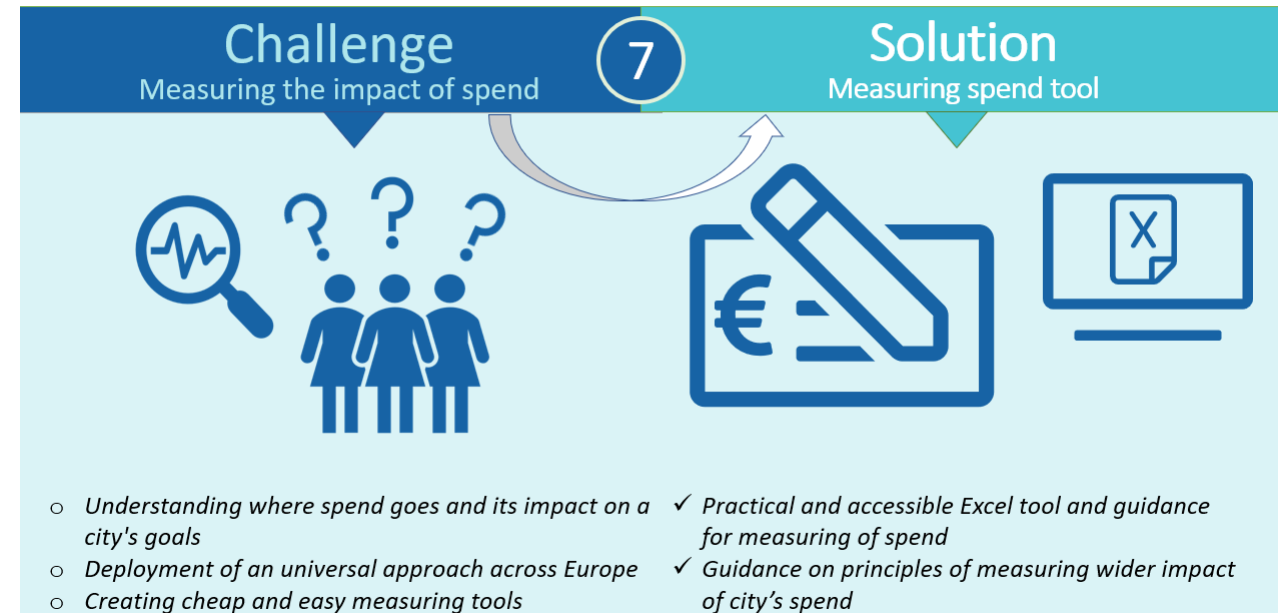 Challenge
Measuring the impact of spend
7
Solution
Measuring spend tool
? ? ?
€
X
o Understanding where spend goes and its impact on a
city's goals
o Deployment of an universal approach across Europe
o Creating cheap and easy measuring tools
✓ Practical and accessible Excel tool and guidance
for measuring of spend
✓ Guidance on principles of measuring wider impact
of city’s spend